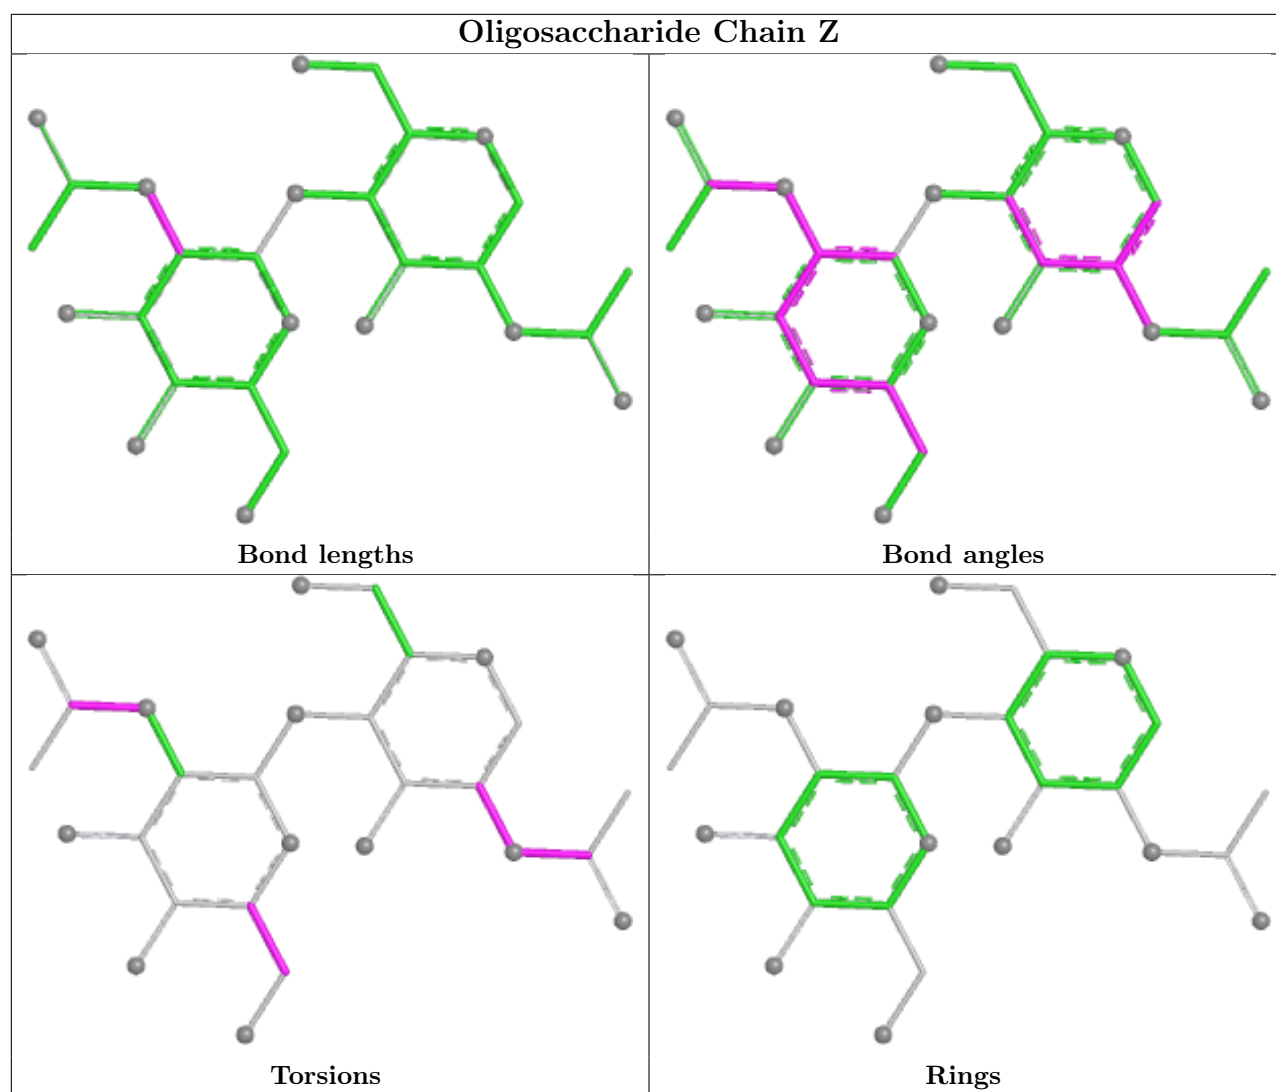 Oligosaccharide Chain Z
Bond lengths
Bond angles
Torsions
Rings